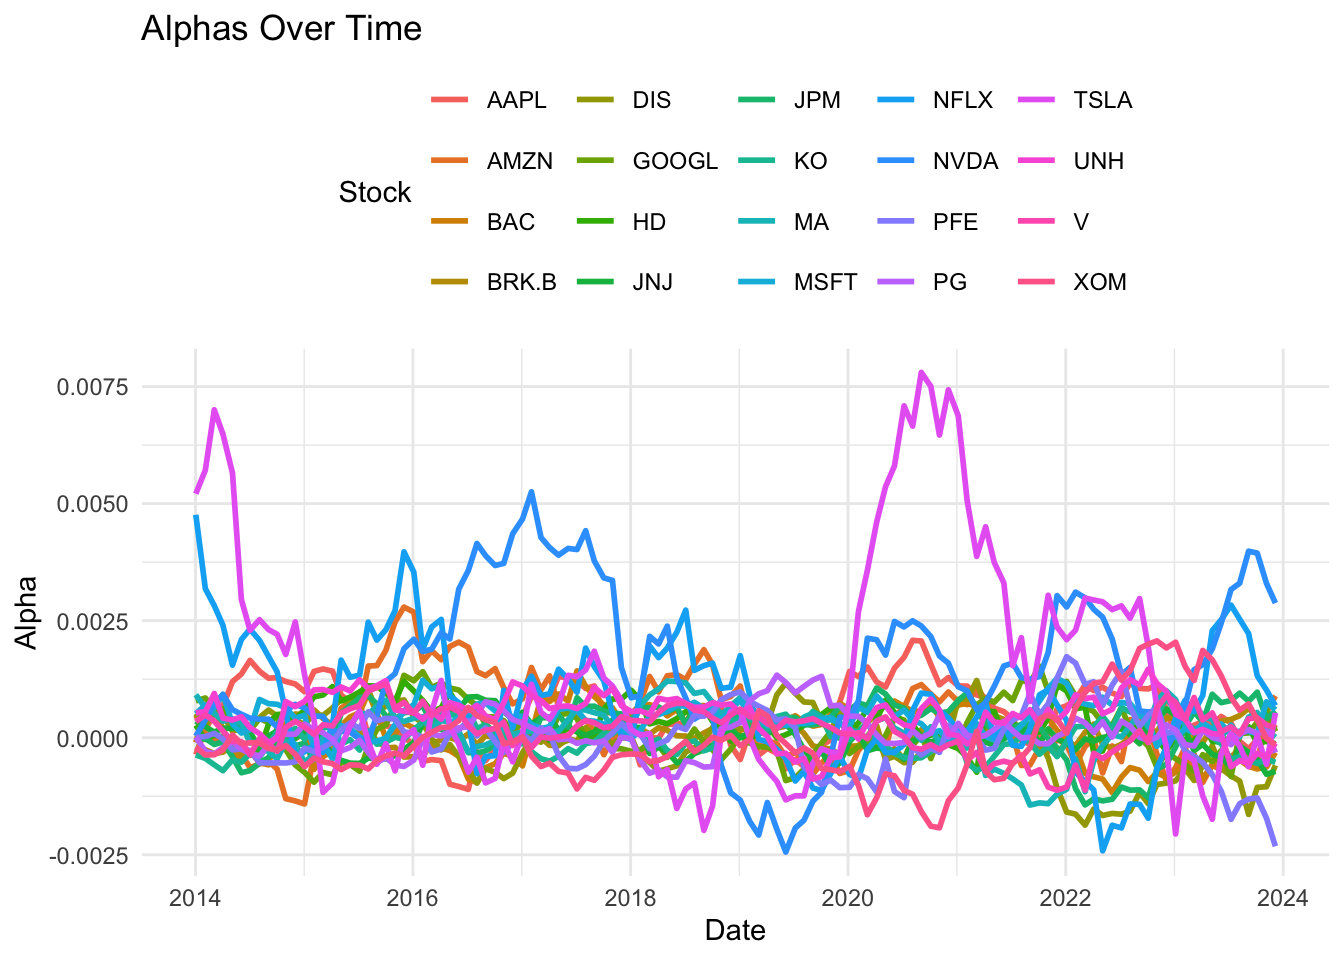 Alphas Over Time
AAPL DIS JPM NFLX TSLA
AMZN GOOGL KO NVDA UNH
Stock
BAC HD MA PFE V
BRK.B JNJ MSFT PG XOM
0.0075
0.0050
0.0025
0.0000
-0.0025
Alpha
2014 2016 2018 2020 2022 2024
Date